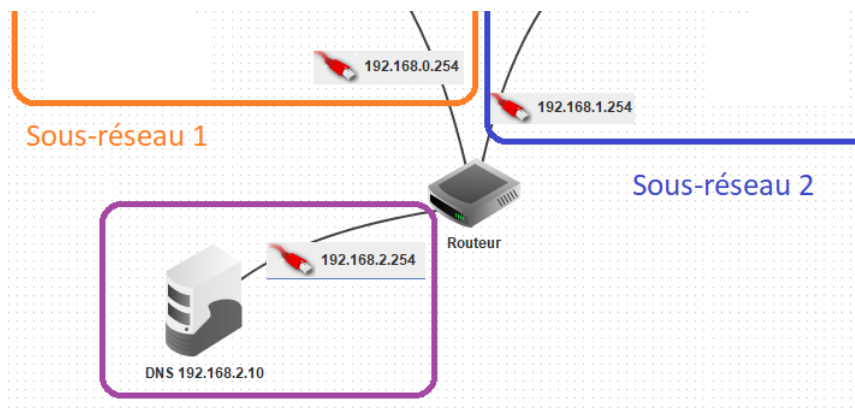 192.168.0.254
192.168.1.254
Sous-réseau 1
Sous-réseau 2
Routeur
192.168.2.254
DNS 192.168.2.10